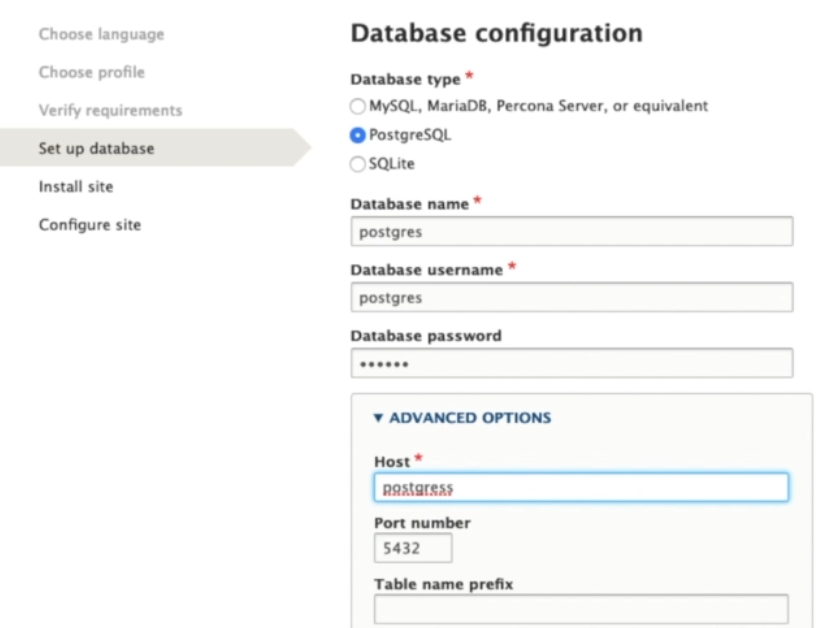 Choose language
Choose profile
Verify requirements
Set up database
Install site
Configure site
Database configuration
Database type *
MySQL, MariaDB, Percona Server, or equivalent
PostgreSQL
SQLite
Database name *
postgres
Database username *
postgres
Database password
••••••
▼ ADVANCED OPTIONS
Host *
postgress
Port number
5432
Table name prefix